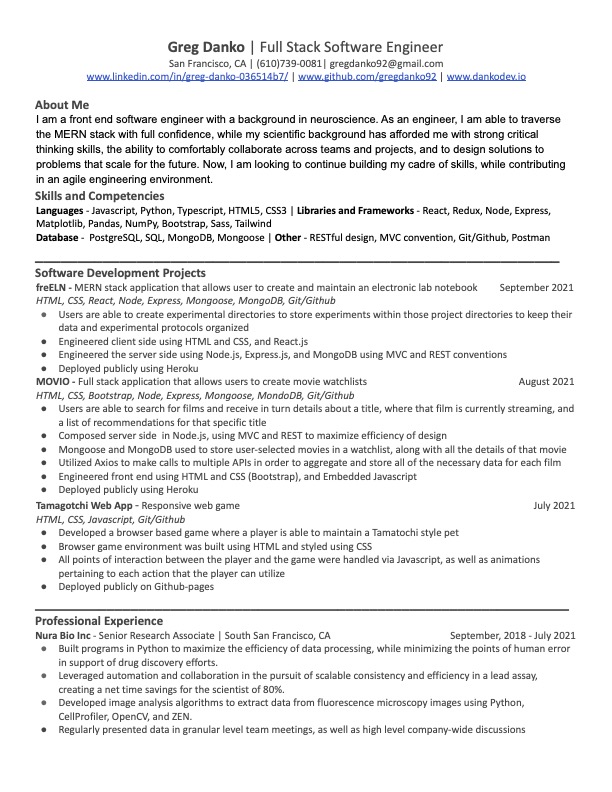 Greg Danko | Full Stack Software Engineer
San Francisco, CA | (610)739-0081| gregdanko92@gmail.com
www.linkedin.com/in/greg-danko-036514b7/ | www.github.com/gregdanko92 | www.dankodev.io
About Me
I am a front end software engineer with a background in neuroscience. As an engineer, I am able to traverse
the MERN stack with full confidence, while my scientific background has afforded me with strong critical
thinking skills, the ability to comfortably collaborate across teams and projects, and to design solutions to
problems that scale for the future. Now, I am looking to continue building my cadre of skills, while contributing
in an agile engineering environment.
Skills and Competencies
Languages - Javascript, Python, Typescript, HTML5, CSS3 | Libraries and Frameworks - React, Redux, Node, Express,
Matplotlib, Pandas, NumPy, Bootstrap, Sass, Tailwind
Database - PostgreSQL, SQL, MongoDB, Mongoose | Other - RESTful design, MVC convention, Git/Github, Postman
Software Development Projects
freELN - MERN stack application that allows user to create and maintain an electronic lab notebook September 2021
HTML, CSS, React, Node, Express, Mongoose, MongoDB, Git/Github
● Users are able to create experimental directories to store experiments within those project directories to keep their
data and experimental protocols organized
● Engineered client side using HTML and CSS, and React.js
● Engineered the server side using Node.js, Express.js, and MongoDB using MVC and REST conventions
● Deployed publicly using Heroku
MOVIO - Full stack application that allows users to create movie watchlists August 2021
HTML, CSS, Bootstrap, Node, Express, Mongoose, MondoDB, Git/Github
● Users are able to search for films and receive in turn details about a title, where that film is currently streaming, and
a list of recommendations for that specific title
● Composed server side in Node.js, using MVC and REST to maximize efficiency of design
● Mongoose and MongoDB used to store user-selected movies in a watchlist, along with all the details of that movie
● Utilized Axios to make calls to multiple APIs in order to aggregate and store all of the necessary data for each film
● Engineered front end using HTML and CSS (Bootstrap), and Embedded Javascript
● Deployed publicly using Heroku
Tamagotchi Web App - Responsive web game July 2021
HTML, CSS, Javascript, Git/Github
● Developed a browser based game where a player is able to maintain a Tamatochi style pet
● Browser game environment was built using HTML and styled using CSS
● All points of interaction between the player and the game were handled via Javascript, as well as animations
pertaining to each action that the player can utilize
● Deployed publicly on Github-pages
Professional Experience
Nura Bio Inc - Senior Research Associate | South San Francisco, CA September, 2018 - July 2021
● Built programs in Python to maximize the efficiency of data processing, while minimizing the points of human error
in support of drug discovery efforts.
● Leveraged automation and collaboration in the pursuit of scalable consistency and efficiency in a lead assay,
creating a net time savings for the scientist of 80%.
● Developed image analysis algorithms to extract data from fluorescence microscopy images using Python,
CellProfiler, OpenCV, and ZEN.
● Regularly presented data in granular level team meetings, as well as high level company-wide discussions